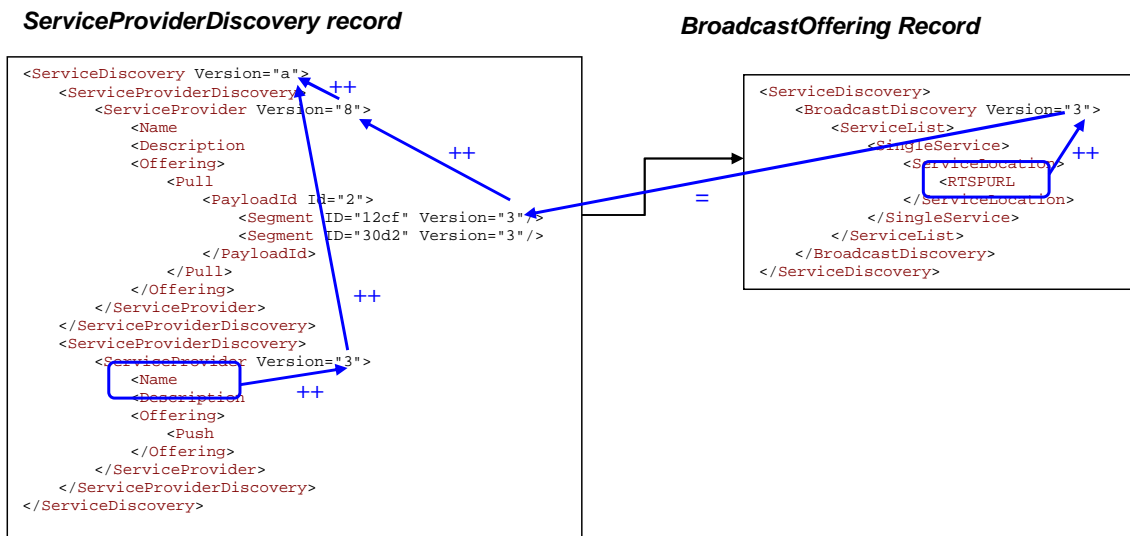 ServiceProviderDiscovery record
<ServiceDiscovery Version="a">
++
<ServiceProviderDiscovery>
<ServiceProvider Version="8">
<Name
<Description
<Offering>
++
<Pull
<PayloadId Id="2">
<Segment ID="12cf" Version="3"/>
<Segment ID="30d2" Version="3"/>
</PayloadId>
</Pull>
</Offering>
++
</ServiceProvider>
</ServiceProviderDiscovery>
<ServiceProviderDiscovery>
<ServiceProvider Version="3">
<Name
++
<Description
<Offering>
<Push
</Offering>
</ServiceProvider>
</ServiceProviderDiscovery>
</ServiceDiscovery>
=
BroadcastOffering Record
<ServiceDiscovery>
<BroadcastDiscovery Version="3">
<ServiceList>
<SingleService>
++
<ServiceLocation>
<RTSPURL
</ServiceLocation>
</SingleService>
</ServiceList>
</BroadcastDiscovery>
</ServiceDiscovery>